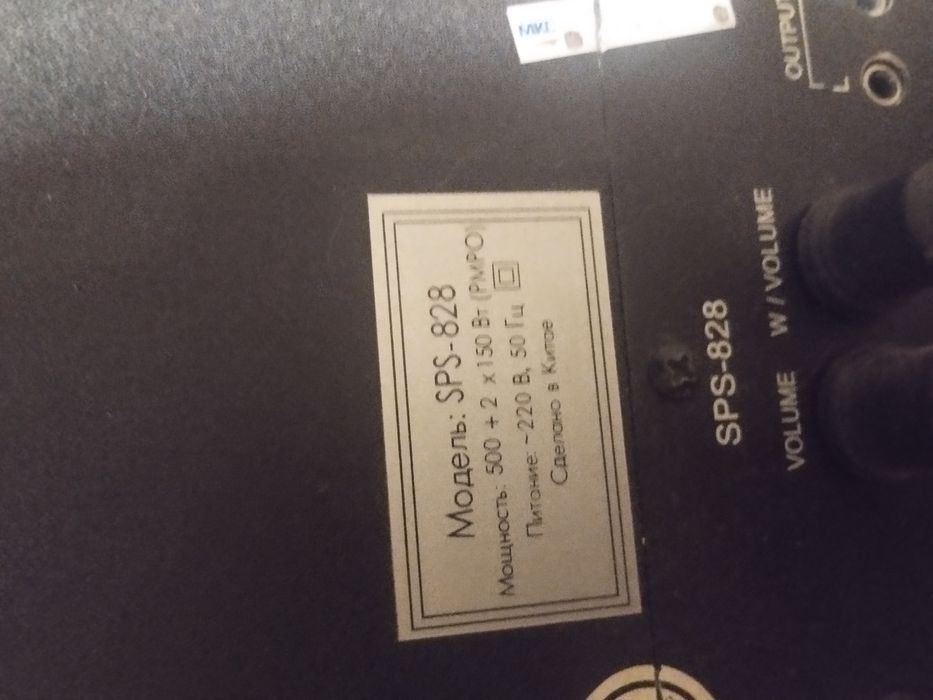 Модель: SPS-828
Мощность: 500 + 2 x 150 Вт (PMPO)
Питание: ~220 В, 50 Гц
Сделано в Китае
SPS-828
VOLUME W / VOLUME
OUTPUT
L